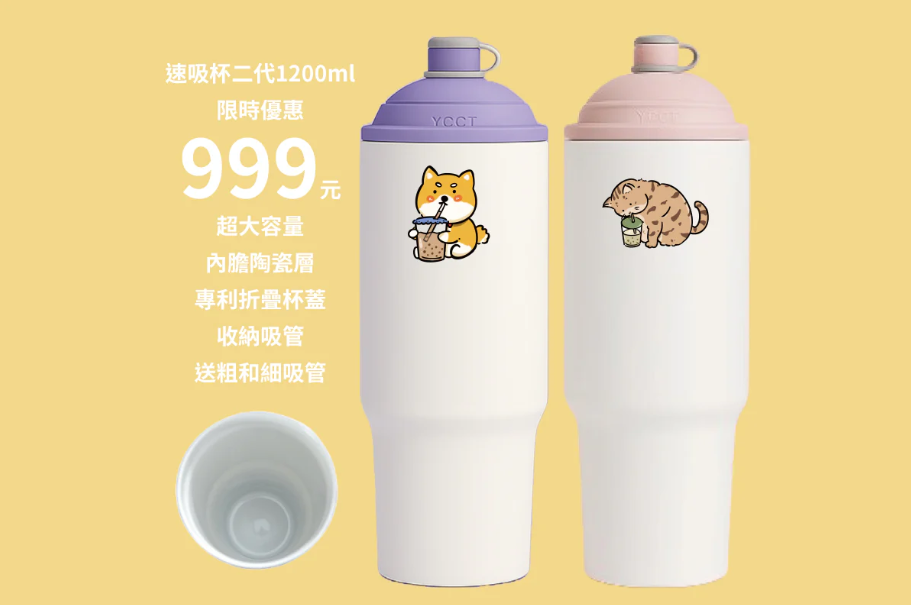 速吸杯二代1200ml
限時優惠
999元
超大容量
內膽陶瓷層
專利折疊杯蓋
收納吸管
送粗和細吸管
YCCT
YCCT